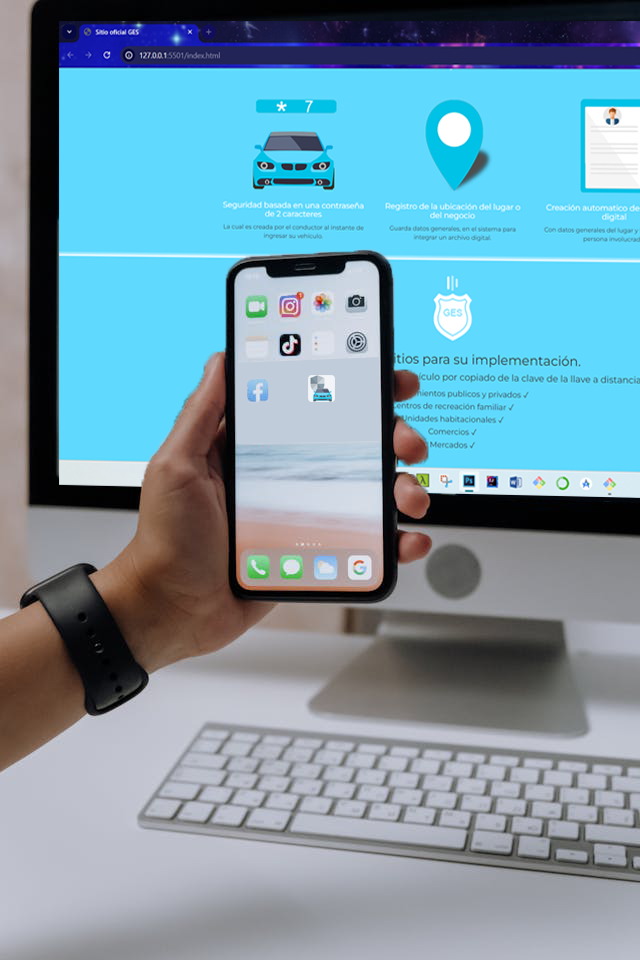 Sitio oficial GES
127.0.0.1:5501/index.html
* 7
Seguridad basada en una contraseña
de 2 caracteres
La cual es creada por el conductor al instante de
ingresar su vehículo.
Registro de la ubicación del lugar o
del negocio
Guarda datos generales, en el sistema para
integrar un archivo digital.
Creación automatico de
digital
Con datos generales del lugar y
persona involucrad
GES
itios para su implementación.
ículo por copiado de la clave de la llave a distancia
mientos publicos y privados ✓
entros de recreación familiar ✓
Unidades habitacionales ✓
Comercios ✓
Mercados ✓
1
f
G
Ps